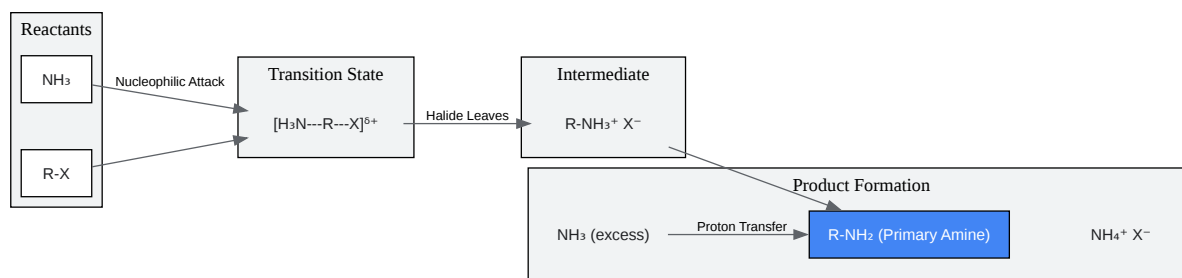 Reactants
NH₃
R-X
Nucleophilic Attack
Transition State
[H₃N---R---X]ᵟ⁺
Halide Leaves
Intermediate
R-NH₃⁺ X⁻
Product Formation
NH₃ (excess)
Proton Transfer
R-NH₂ (Primary Amine)
NH₄⁺ X⁻